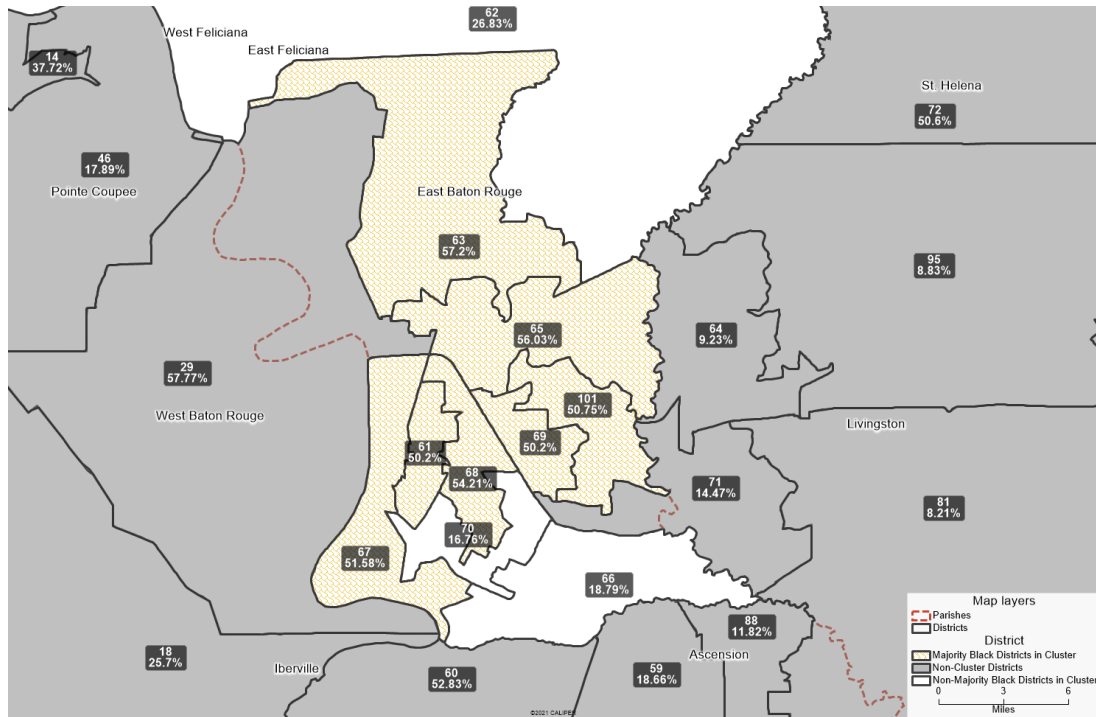 62
26.83%
West Feliciana
East Feliciana
14
37.72%
St. Helena
72
50.6%
46
17.89%
Pointe Coupee
East Baton Rouge
63
57.2%
95
8.83%
65
56.03%
64
9.23%
29
57.77%
West Baton Rouge
101
50.75%
Livingston
69
50.2%
61
50.2%
68
54.21%
71
14.47%
81
8.21%
70
16.76%
67
51.58%
66
18.79%
88
11.82%
18
25.7%
Iberville
60
52.83%
59
18.66%
Ascension
Map layers
Parishes
Districts
District
Majority Black Districts in Cluster
Non-Cluster Districts
Non-Majority Black Districts in Cluster
0 3 6
Miles
©2021 CALIPER